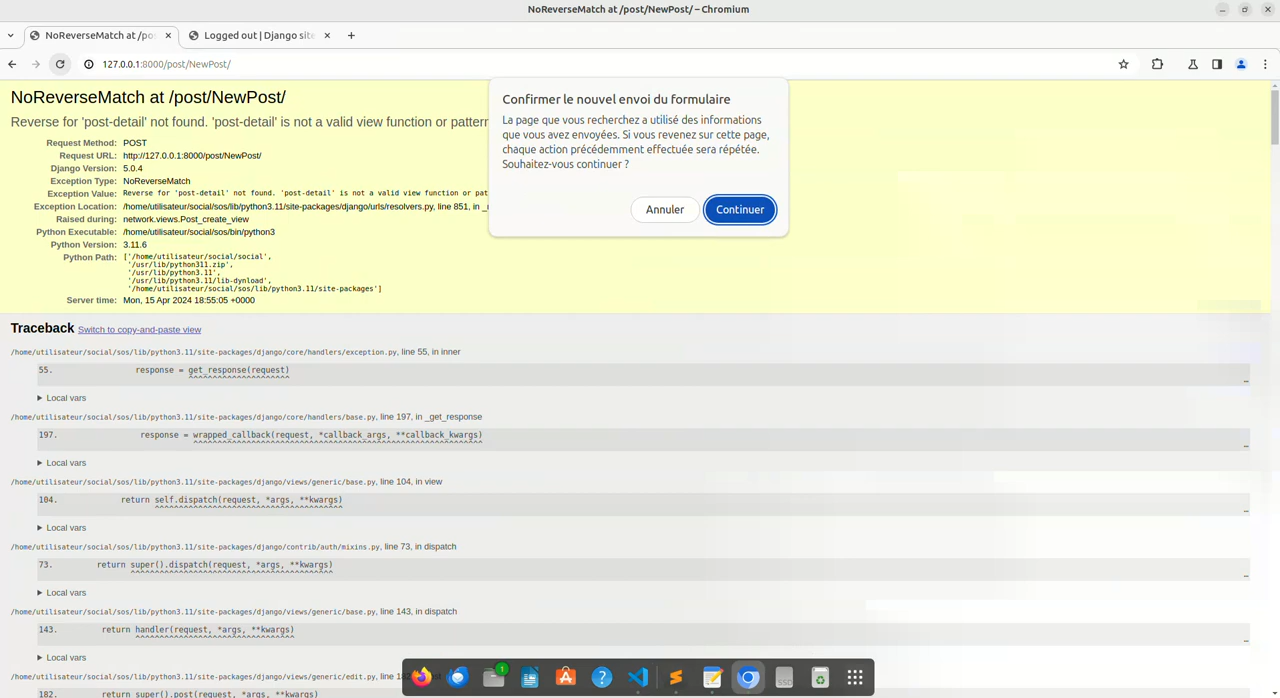 NoReverseMatch at /post/NewPost/ – Chromium
NoReverseMatch at /po
Logged out | Django site
127.0.0.1:8000/post/NewPost/
NoReverseMatch at /post/NewPost/
Reverse for 'post-detail' not found. 'post-detail' is not a valid view function or pattern
Request Method: POST
Request URL: http://127.0.0.1:8000/post/NewPost/
Django Version: 5.0.4
Exception Type: NoReverseMatch
Exception Value: Reverse for 'post-detail' not found. 'post-detail' is not a valid view function or pat
Exception Location: /home/utilisateur/social/sos/lib/python3.11/site-packages/django/urls/resolvers.py, line 851, in _
Raised during: network.views.Post_create_view
Python Executable: /home/utilisateur/social/sos/bin/python3
Python Version: 3.11.6
Python Path: ['/home/utilisateur/social/social',
'/usr/lib/python311.zip',
'/usr/lib/python3.11',
'/usr/lib/python3.11/lib-dynload',
'/home/utilisateur/social/sos/lib/python3.11/site-packages']
Server time: Mon, 15 Apr 2024 18:55:05 +0000
Confirmer le nouvel envoi du formulaire
La page que vous recherchez a utilisé des informations
que vous avez envoyées. Si vous revenez sur cette page,
chaque action précédemment effectuée sera répétée.
Souhaitez-vous continuer ?
Annuler
Continuer
Traceback Switch to copy-and-paste view
/home/utilisateur/social/sos/lib/python3.11/site-packages/django/core/handlers/exception.py, line 55, in inner
55. response = get_response(request)
^^^^^^^^^^^^^^^^^^^^^
…
Local vars
/home/utilisateur/social/sos/lib/python3.11/site-packages/django/core/handlers/base.py, line 197, in _get_response
197. response = wrapped_callback(request, *callback_args, **callback_kwargs)
^^^^^^^^^^^^^^^^^^^^^^^^^^^^^^^^^^^^^^^^^^^^^^^^^^^^^^^^^^^^
…
Local vars
/home/utilisateur/social/sos/lib/python3.11/site-packages/django/views/generic/base.py, line 104, in view
104. return self.dispatch(request, *args, **kwargs)
^^^^^^^^^^^^^^^^^^^^^^^^^^^^^^^^^^^^^^^
…
Local vars
/home/utilisateur/social/sos/lib/python3.11/site-packages/django/contrib/auth/mixins.py, line 73, in dispatch
73. return super().dispatch(request, *args, **kwargs)
^^^^^^^^^^^^^^^^^^^^^^^^^^^^^^^^^^^^^^^^^^
…
Local vars
/home/utilisateur/social/sos/lib/python3.11/site-packages/django/views/generic/base.py, line 143, in dispatch
143. return handler(request, *args, **kwargs)
^^^^^^^^^^^^^^^^^^^^^^^^^^^^^^^^^
…
Local vars
/home/utilisateur/social/sos/lib/python3.11/site-packages/django/views/generic/edit.py, line
182. return super().post(request, *args, **kwargs)
1
SSD